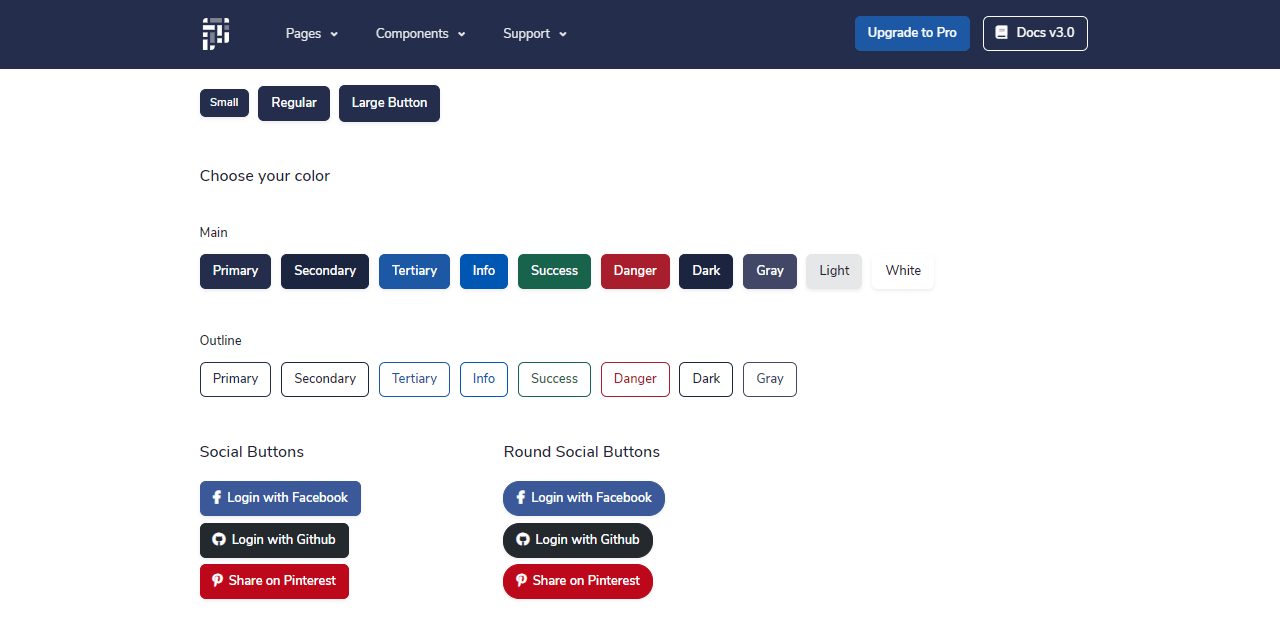 Pages Components Support Upgrade to Pro Docs v3.0
Small Regular Large Button
Choose your color
Main
Primary Secondary Tertiary Info Success Danger Dark Gray Light White
Outline
Primary Secondary Tertiary Info Success Danger Dark Gray
Social Buttons Round Social Buttons
Login with Facebook Login with Facebook
Login with Github Login with Github
Share on Pinterest Share on Pinterest